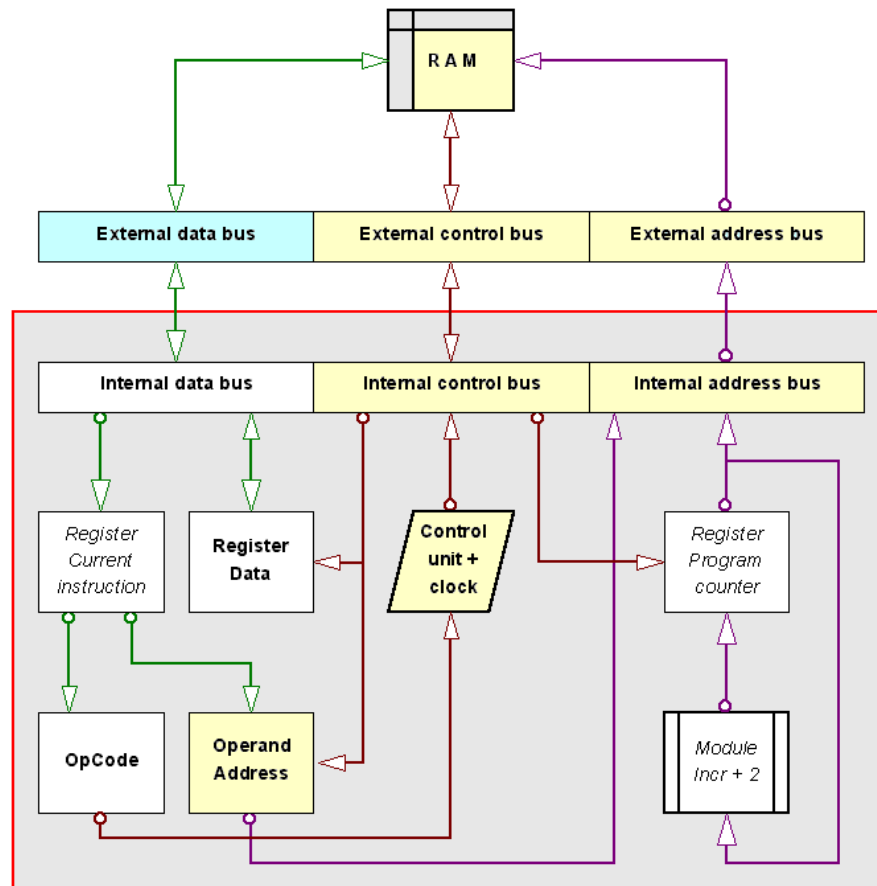 R A M
External data bus
External control bus
External address bus
Internal data bus
Internal control bus
Internal address bus
Register
Current
instruction
Register
Data
Control
unit +
clock
Register
Program
counter
OpCode
Operand
Address
Module
Incr + 2